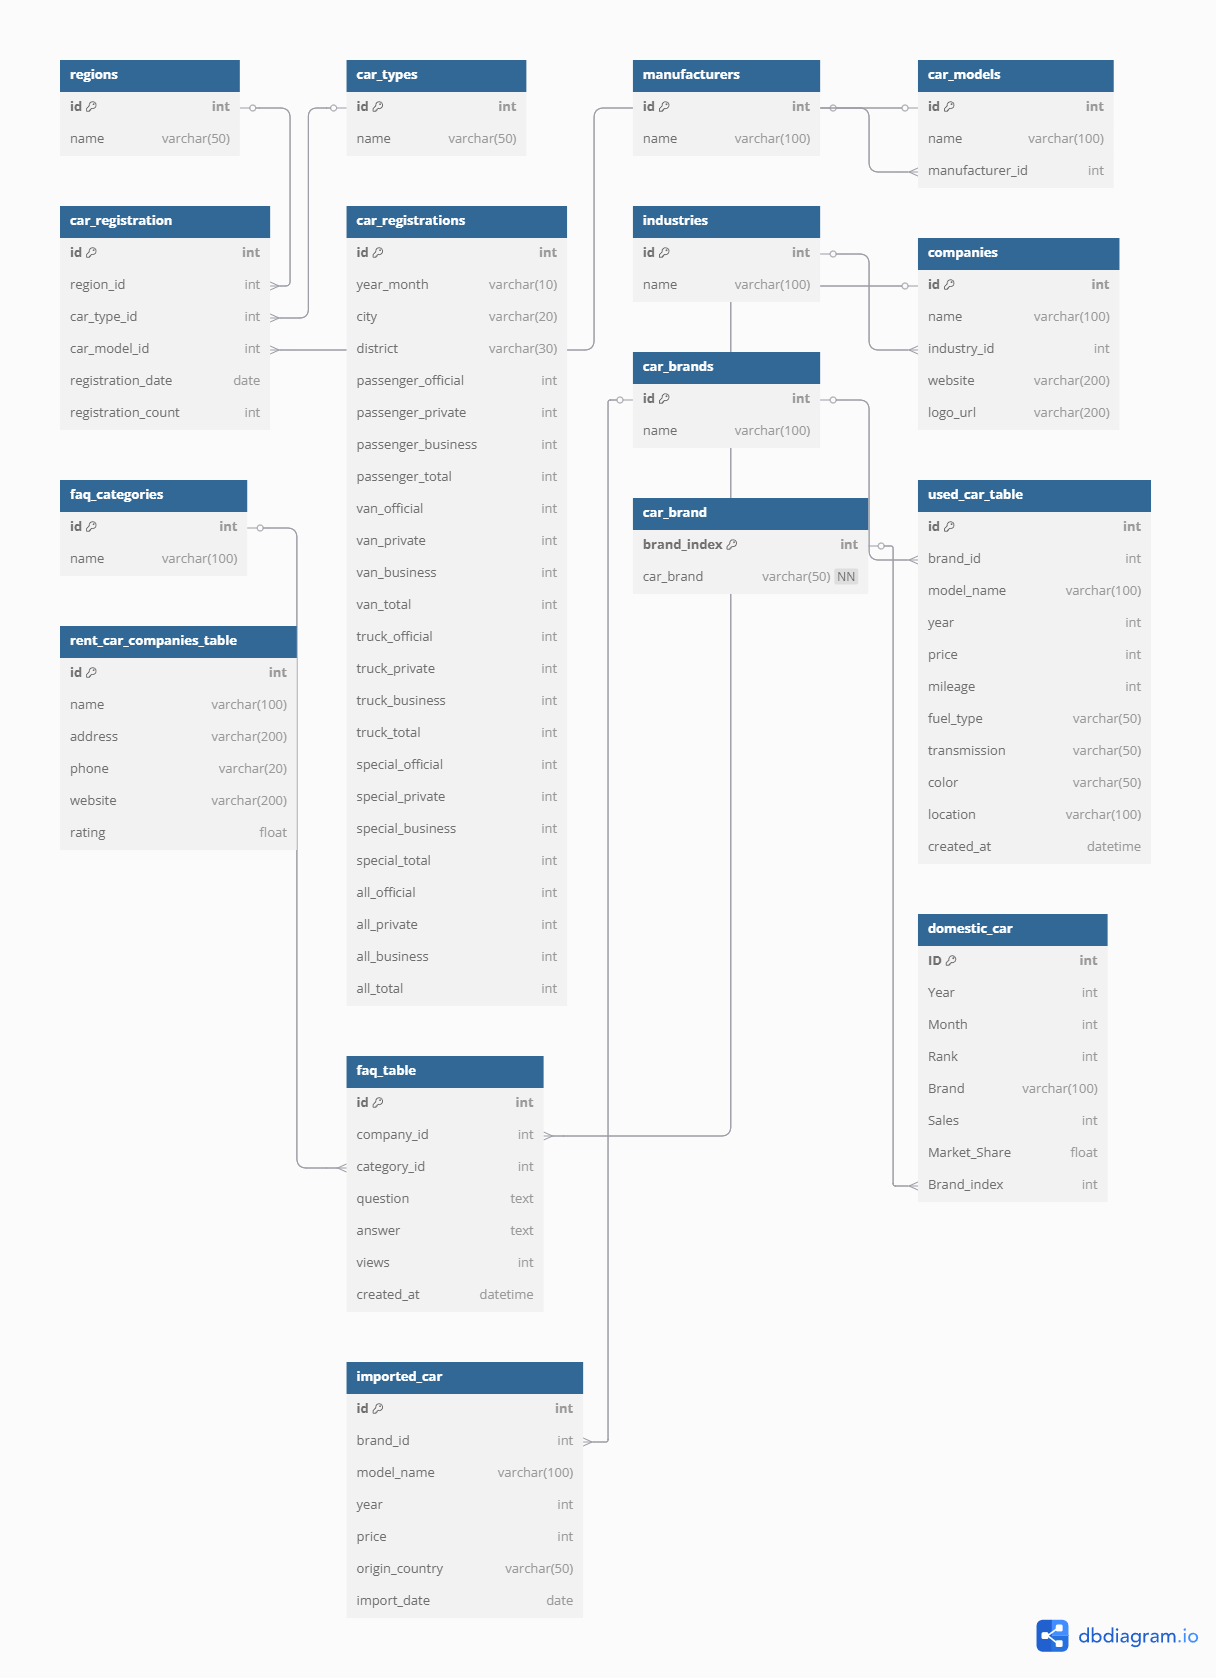 regions
id int
name varchar(50)
car_types
id int
name varchar(50)
manufacturers
id int
name varchar(100)
car_models
id int
name varchar(100)
manufacturer_id int
car_registration
id int
region_id int
car_type_id int
car_model_id int
registration_date date
registration_count int
car_registrations
id int
year_month varchar(10)
city varchar(20)
district varchar(30)
passenger_official int
passenger_private int
passenger_business int
passenger_total int
van_official int
van_private int
van_business int
van_total int
truck_official int
truck_private int
truck_business int
truck_total int
special_official int
special_private int
special_business int
special_total int
all_official int
all_private int
all_business int
all_total int
industries
id int
name varchar(100)
companies
id int
name varchar(100)
industry_id int
website varchar(200)
logo_url varchar(200)
car_brands
id int
name varchar(100)
faq_categories
id int
name varchar(100)
car_brand
brand_index int
car_brand varchar(50) NN
used_car_table
id int
brand_id int
model_name varchar(100)
year int
price int
mileage int
fuel_type varchar(50)
transmission varchar(50)
color varchar(50)
location varchar(100)
created_at datetime
rent_car_companies_table
id int
name varchar(100)
address varchar(200)
phone varchar(20)
website varchar(200)
rating float
domestic_car
ID int
Year int
Month int
Rank int
Brand varchar(100)
Sales int
Market_Share float
Brand_index int
faq_table
id int
company_id int
category_id int
question text
answer text
views int
created_at datetime
imported_car
id int
brand_id int
model_name varchar(100)
year int
price int
origin_country varchar(50)
import_date date
dbdiagram.io